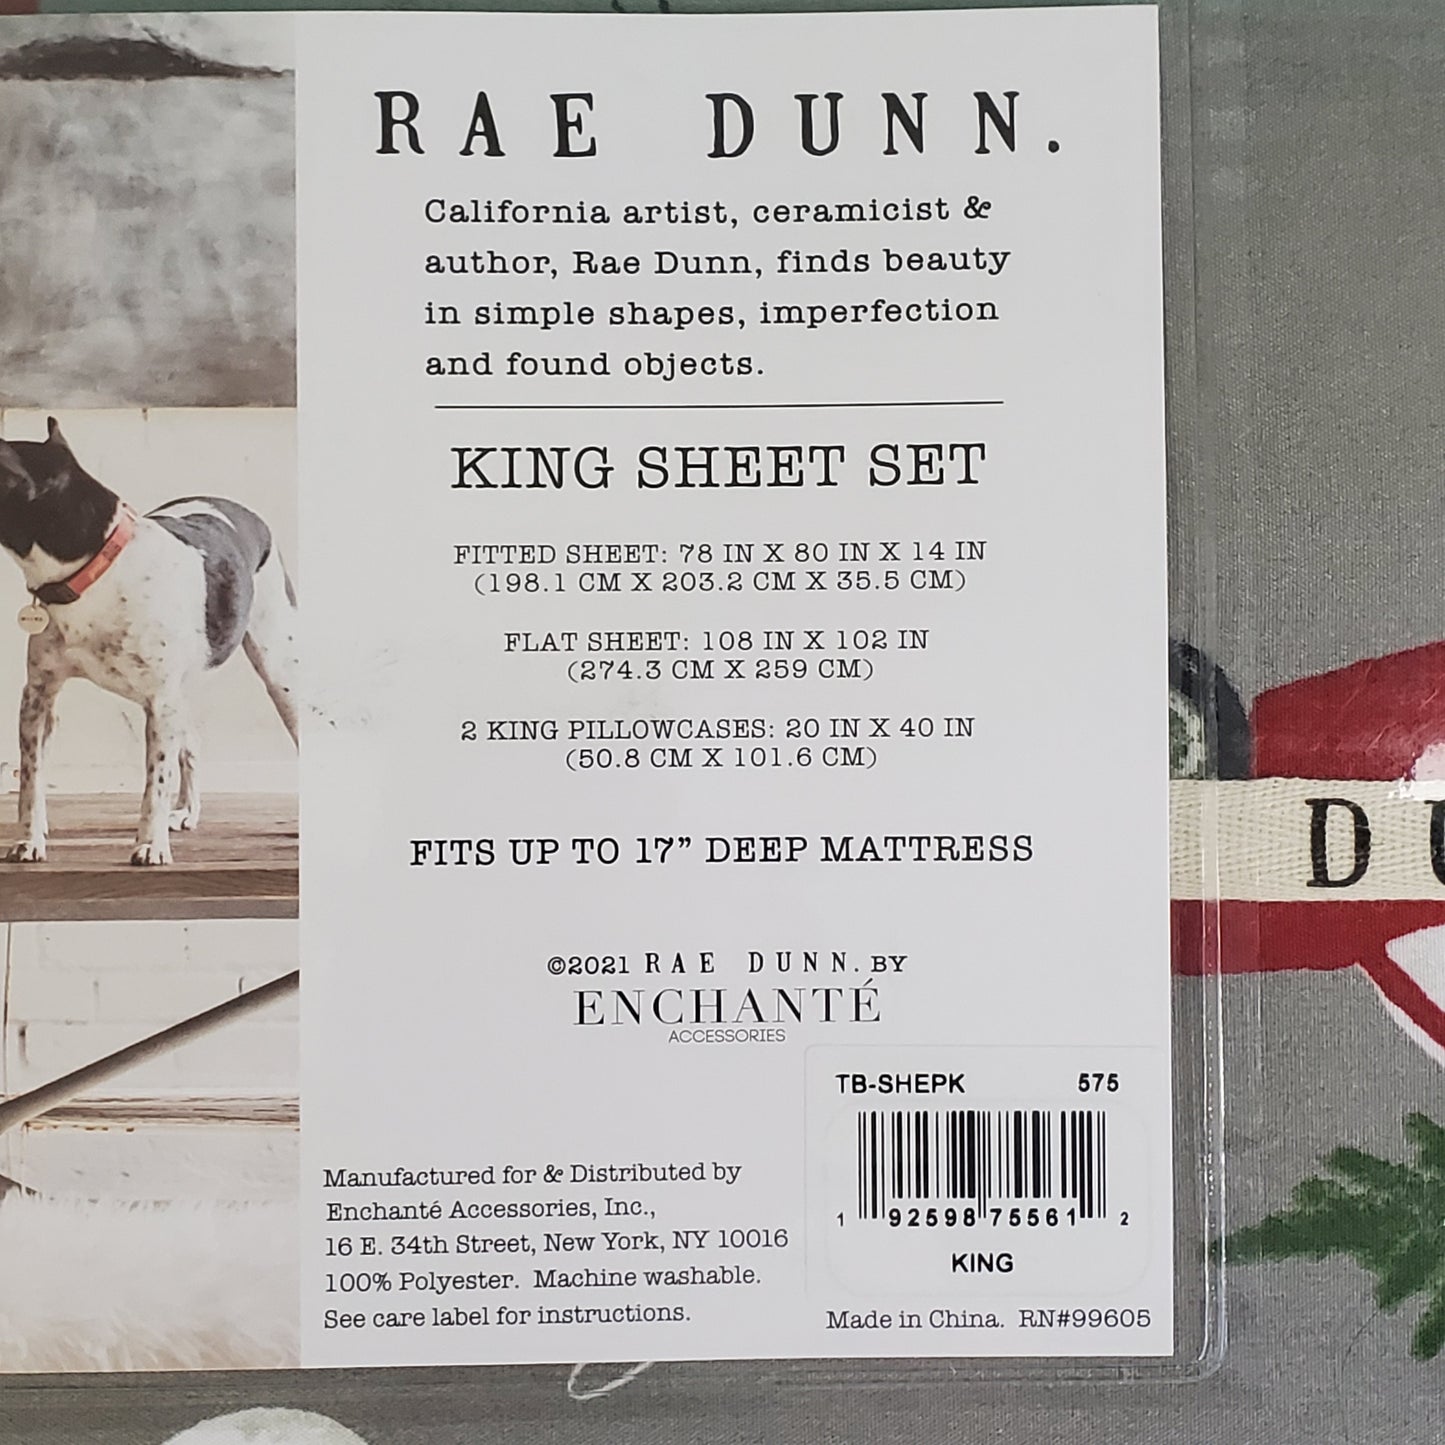 RAE DUNN.
California artist, ceramicist &
author, Rae Dunn, finds beauty
in simple shapes, imperfection
and found objects.
KING SHEET SET
FITTED SHEET: 78 IN X 80 IN X 14 IN
(198.1 CM X 203.2 CM X 35.5 CM)
FLAT SHEET: 108 IN X 102 IN
(274.3 CM X 259 CM)
2 KING PILLOWCASES: 20 IN X 40 IN
(50.8 CM X 101.6 CM)
FITS UP TO 17” DEEP MATTRESS
©2021 RAE DUNN. BY
ENCHANTÉ
ACCESSORIES
TB-SHEPK 575
1 92598 75561 2
KING
Manufactured for & Distributed by
Enchanté Accessories, Inc.,
16 E. 34th Street, New York, NY 10016
100% Polyester. Machine washable.
See care label for instructions.
Made in China. RN#99605
D